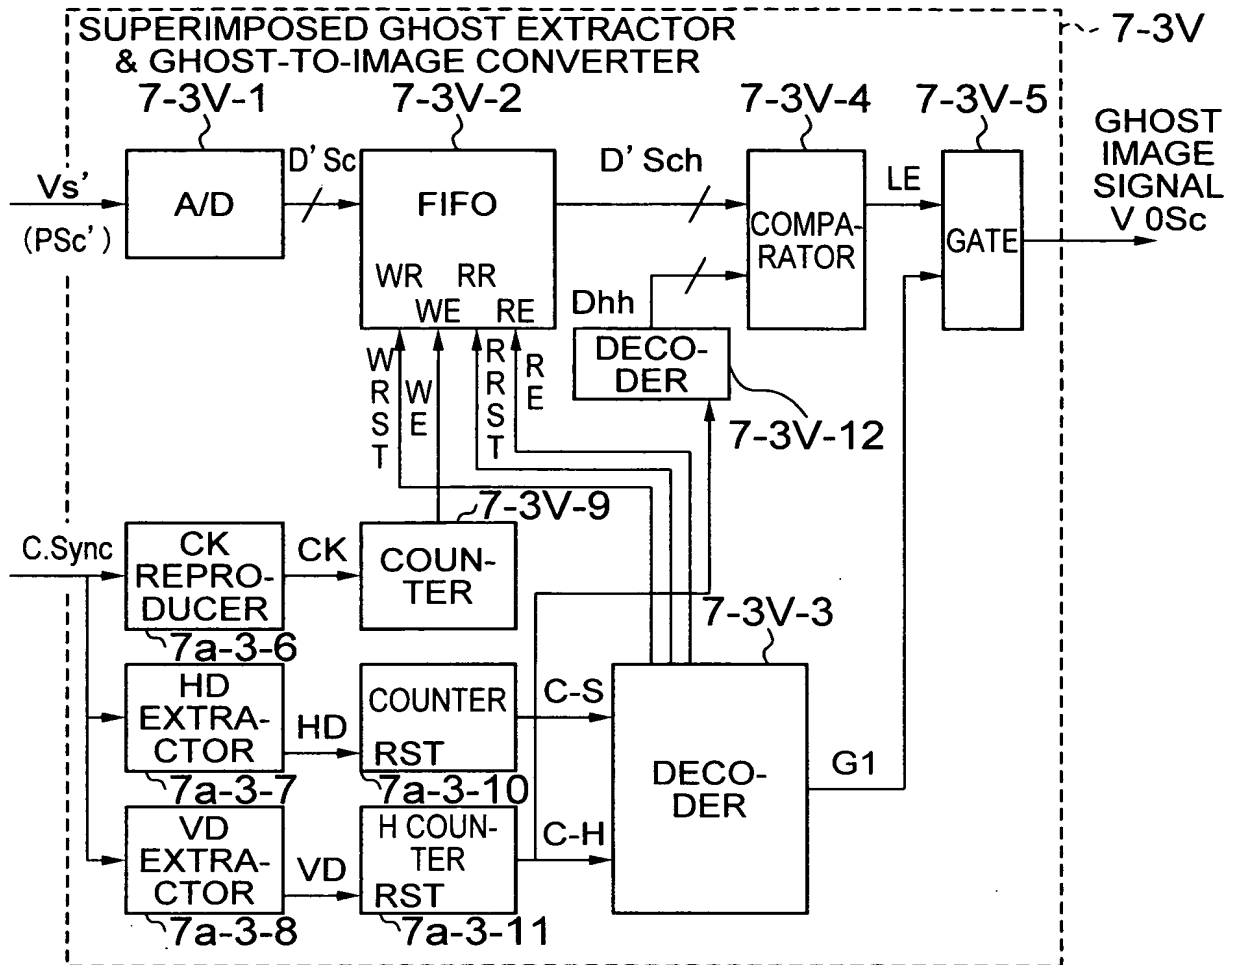 SUPERIMPOSED GHOST EXTRACTOR
& GHOST-TO-IMAGE CONVERTER
7-3V
7-3V-1
7-3V-2
7-3V-4
7-3V-5
GHOST
IMAGE
SIGNAL
V 0Sc
Vs'
(PSc')
A/D
D' Sc
FIFO
WR
RR
WE
RE
D' Sch
COMPA-
RATOR
LE
GATE
Dhh
DECO-
DER
7-3V-12
WRST
WE
RRST
RE
7-3V-9
C.Sync
CK
REPRO-
DUCER
CK
COUN-
TER
7a-3-6
7-3V-3
HD
EXTRA-
CTOR
HD
COUNTER
RST
C-S
7a-3-7
7a-3-10
DECO-
DER
G1
VD
EXTRA-
CTOR
VD
H COUN-
TER
RST
C-H
7a-3-8
7a-3-11